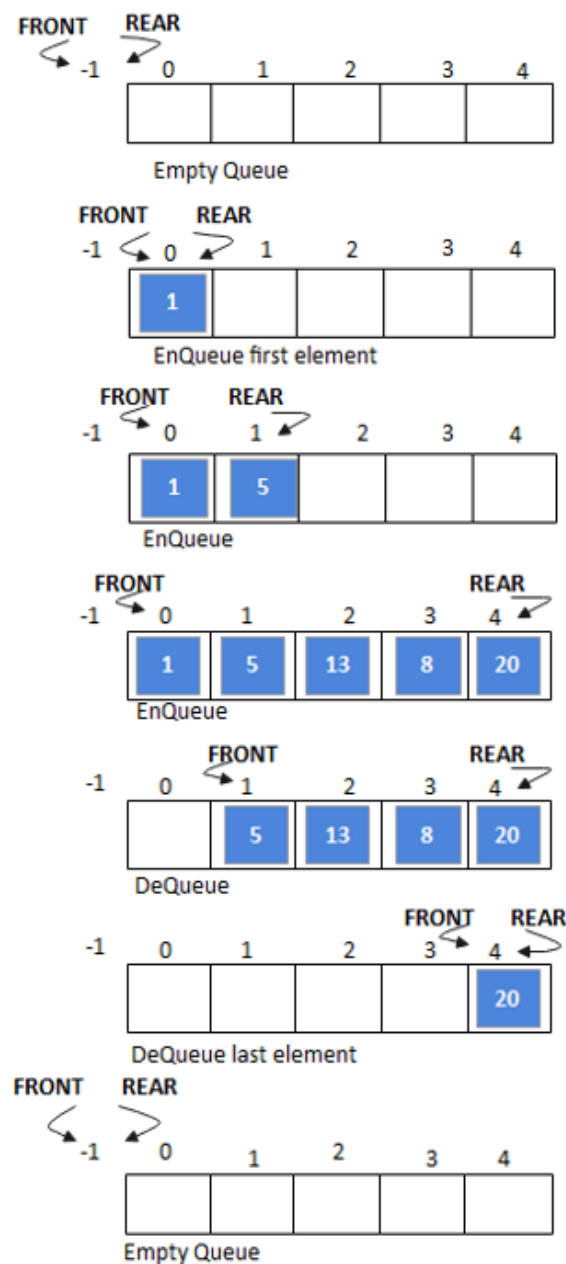 FRONT REAR
-1 0 1 2 3 4
Empty Queue
FRONT REAR
-1 0 1 2 3 4
1
EnQueue first element
FRONT REAR
-1 0 1 2 3 4
1 5
EnQueue
FRONT REAR
-1 0 1 2 3 4
1 5 13 8 20
EnQueue
FRONT REAR
-1 0 1 2 3 4
5 13 8 20
DeQueue
FRONT REAR
-1 0 1 2 3 4
20
DeQueue last element
FRONT REAR
-1 0 1 2 3 4
Empty Queue